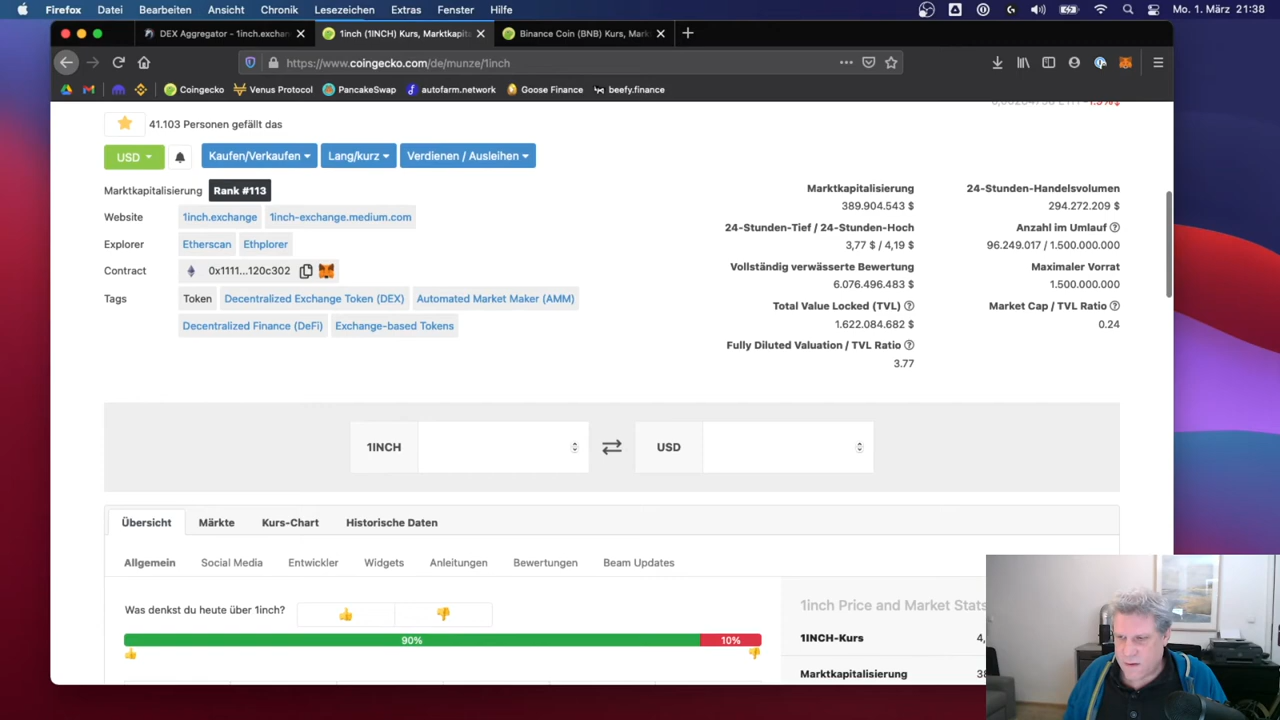 Firefox Datei Bearbeiten Ansicht Chronik Lesezeichen Extras Fenster Hilfe Mo. 1. März 21:38
DEX Aggregator - 1inch.exchan 1inch (1INCH) Kurs, Marktkapita Binance Coin (BNB) Kurs, Markt
https://www.coingecko.com/de/munze/1inch
Coingecko Venus Protocol PancakeSwap autofarm.network Goose Finance beefy.finance
41.103 Personen gefällt das
USD Kaufen/Verkaufen Lang/kurz Verdienen / Ausleihen
Marktkapitalisierung Rank #113
Website 1inch.exchange 1inch-exchange.medium.com
Explorer Etherscan Ethplorer
Contract 0x1111...120c302
Tags Token Decentralized Exchange Token (DEX) Automated Market Maker (AMM)
Decentralized Finance (DeFi) Exchange-based Tokens
Marktkapitalisierung 24-Stunden-Handelsvolumen
389.904.543 $ 294.272.209 $
24-Stunden-Tief / 24-Stunden-Hoch Anzahl im Umlauf
3,77 $ / 4,19 $ 96.249.017 / 1.500.000.000
Vollständig verwässerte Bewertung Maximaler Vorrat
6.076.496.483 $ 1.500.000.000
Total Value Locked (TVL) Market Cap / TVL Ratio
1.622.084.682 $ 0.24
Fully Diluted Valuation / TVL Ratio
3.77
1INCH USD
Übersicht Märkte Kurs-Chart Historische Daten
Allgemein Social Media Entwickler Widgets Anleitungen Bewertungen Beam Updates
Was denkst du heute über 1inch?
90% 10%
1inch Price and Market Stats
1INCH-Kurs 4,
Marktkapitalisierung 38